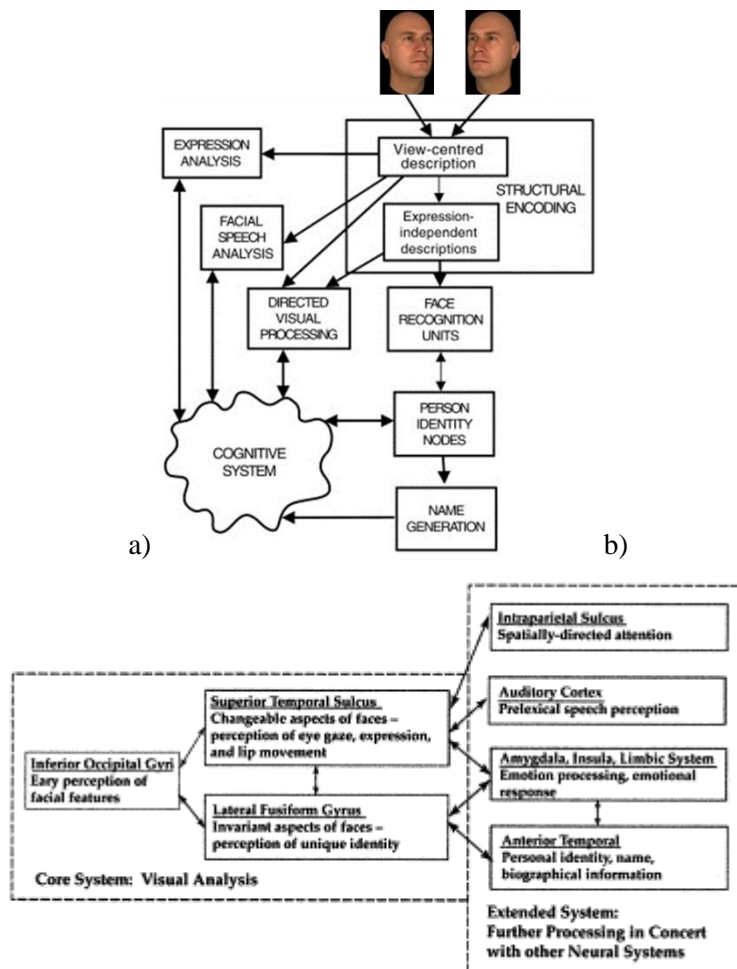 View-centred
description
EXPRESSION
ANALYSIS
STRUCTURAL
ENCODING
FACIAL
SPEECH
ANALYSIS
Expression-
independent
descriptions
DIRECTED
VISUAL
PROCESSING
FACE
RECOGNITION
UNITS
PERSON
IDENTITY
NODES
COGNITIVE
SYSTEM
NAME
GENERATION
a)
b)
Inferior Occipital Gyri
Eary perception of
facial features
Superior Temporal Sulcus
Changeable aspects of faces –
perception of eye gaze, expression,
and lip movement
Lateral Fusiform Gyrus
Invariant aspects of faces –
perception of unique identity
Core System: Visual Analysis
Intraparietal Sulcus
Spatially-directed attention
Auditory Cortex
Prelexical speech perception
Amygdala, Insula, Limbic System
Emotion processing, emotional
response
Anterior Temporal
Personal identity, name,
biographical information
Extended System:
Further Processing in Concert
with other Neural Systems